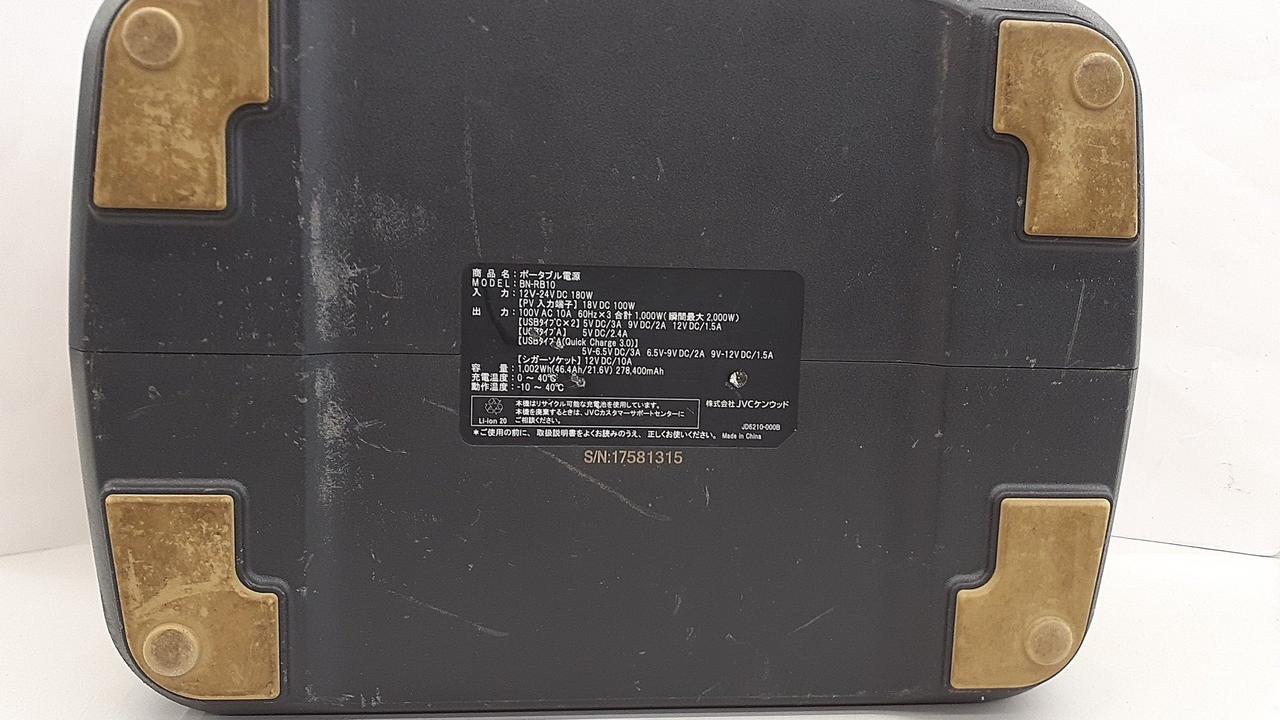 商 品 名：ポータブル電源
MODEL：BN-RB10
入　　力：12V-24V DC 180W
【PV 入力端子】 18V DC 100W
出　　力：100V AC 10A　60Hz×3 合計 1,000W( 瞬間最大 2,000W)
【USBタイプC×2】5V DC/3A　9V DC/2A　12V DC/1.5A
【USBタイプA】　5V DC/2.4A
【USBタイプA(Quick Charge 3.0)】
5V-6.5V DC/3A　6.5V-9V DC/2A　9V-12V DC/1.5A
【シガーソケット】12V DC/10A
容　　量：1,002Wh(46.4Ah/21.6V) 278,400mAh
充電温度：0 ～ 40℃
動作温度：-10 ～ 40℃
本機はリサイクル可能な充電池を使用しています。
本機を廃棄するときは、JVCカスタマーサポートセンターに
ご相談ください。
Li-ion 20
株式会社 JVCケンウッド
JD6210-000B
＊ご使用の前に、取扱説明書をよくお読みのうえ、正しくお使いください。 Made in China
S/N:17581315